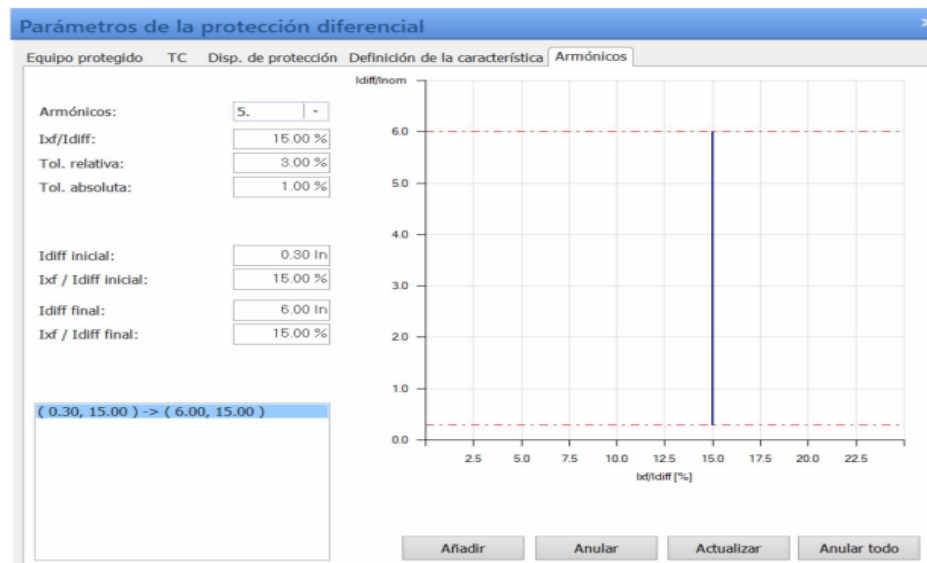 Parámetros de la protección diferencial
Equipo protegido TC Disp. de protección Definición de la característica Armónicos
Armónicos: 5.
Ixf/Idiff: 15.00 %
Tol. relativa: 3.00 %
Tol. absoluta: 1.00 %
Idiff inicial: 0.30 In
Ixf / Idiff inicial: 15.00 %
Idiff final: 6.00 In
Ixf / Idiff final: 15.00 %
( 0.30, 15.00 ) -> ( 6.00, 15.00 )
Idiff/Inom
6.0
5.0
4.0
3.0
2.0
1.0
0.0
2.5 5.0 7.5 10.0 12.5 15.0 17.5 20.0 22.5
Ixf/Idiff [%]
Añadir Anular Actualizar Anular todo